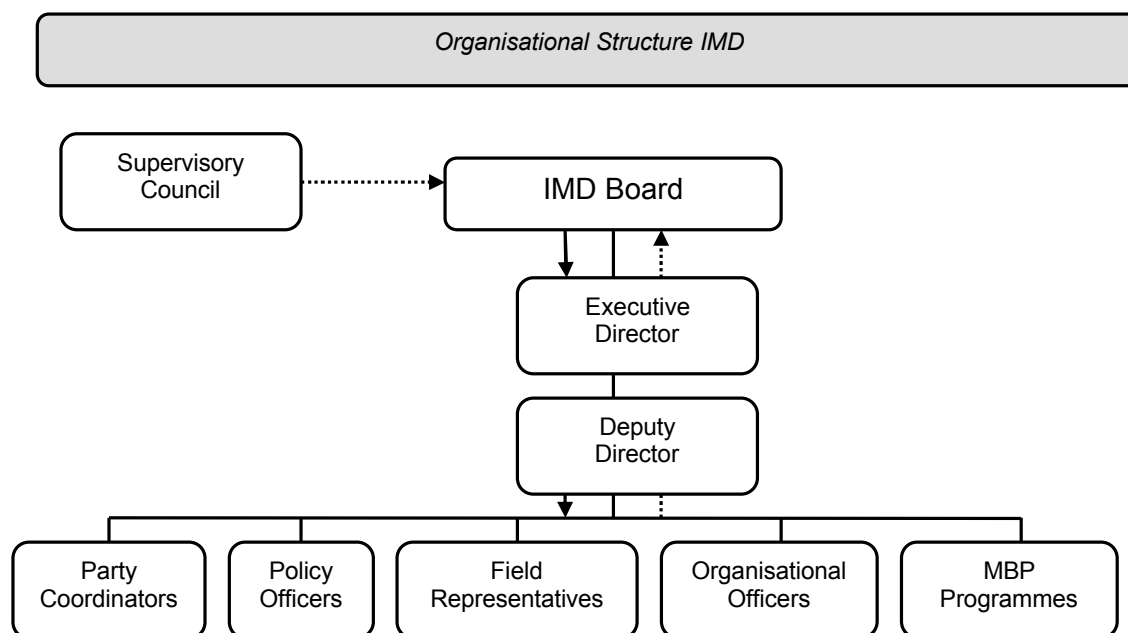 Organisational Structure IMD
Supervisory
Council
IMD Board
Executive
Director
Deputy
Director
Party
Coordinators
Policy
Officers
Field
Representatives
Organisational
Officers
MBP
Programmes